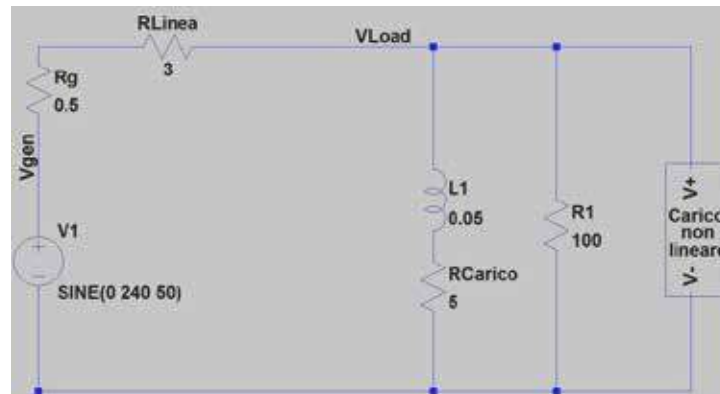 RLinea
3
VLoad
Rg
0.5
Vgen
V1
SINE(0 240 50)
L1
0.05
RCarico
5
R1
100
V+
Carico
non
lineare
V-